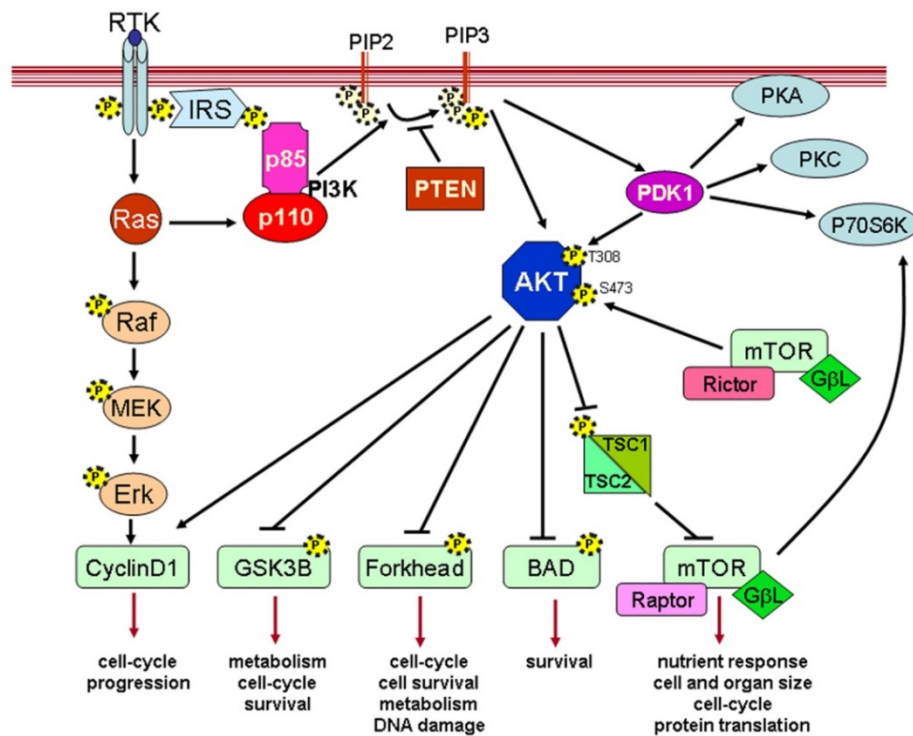 RTK
PIP2
PIP3
P
P
IRS
P
P
P
P
P
P
P
PKA
p85
PI3K
p110
PTEN
PDK1
PKC
P70S6K
Ras
AKT
P
T308
P
S473
P
Raf
mTOR
Rictor
GβL
P
MEK
P
TSC1
TSC2
P
Erk
CyclinD1
GSK3B
P
Forkhead
P
BAD
P
mTOR
Raptor
GβL
cell-cycle
progression
metabolism
cell-cycle
survival
cell-cycle
cell survival
metabolism
DNA damage
survival
nutrient response
cell and organ size
cell-cycle
protein translation